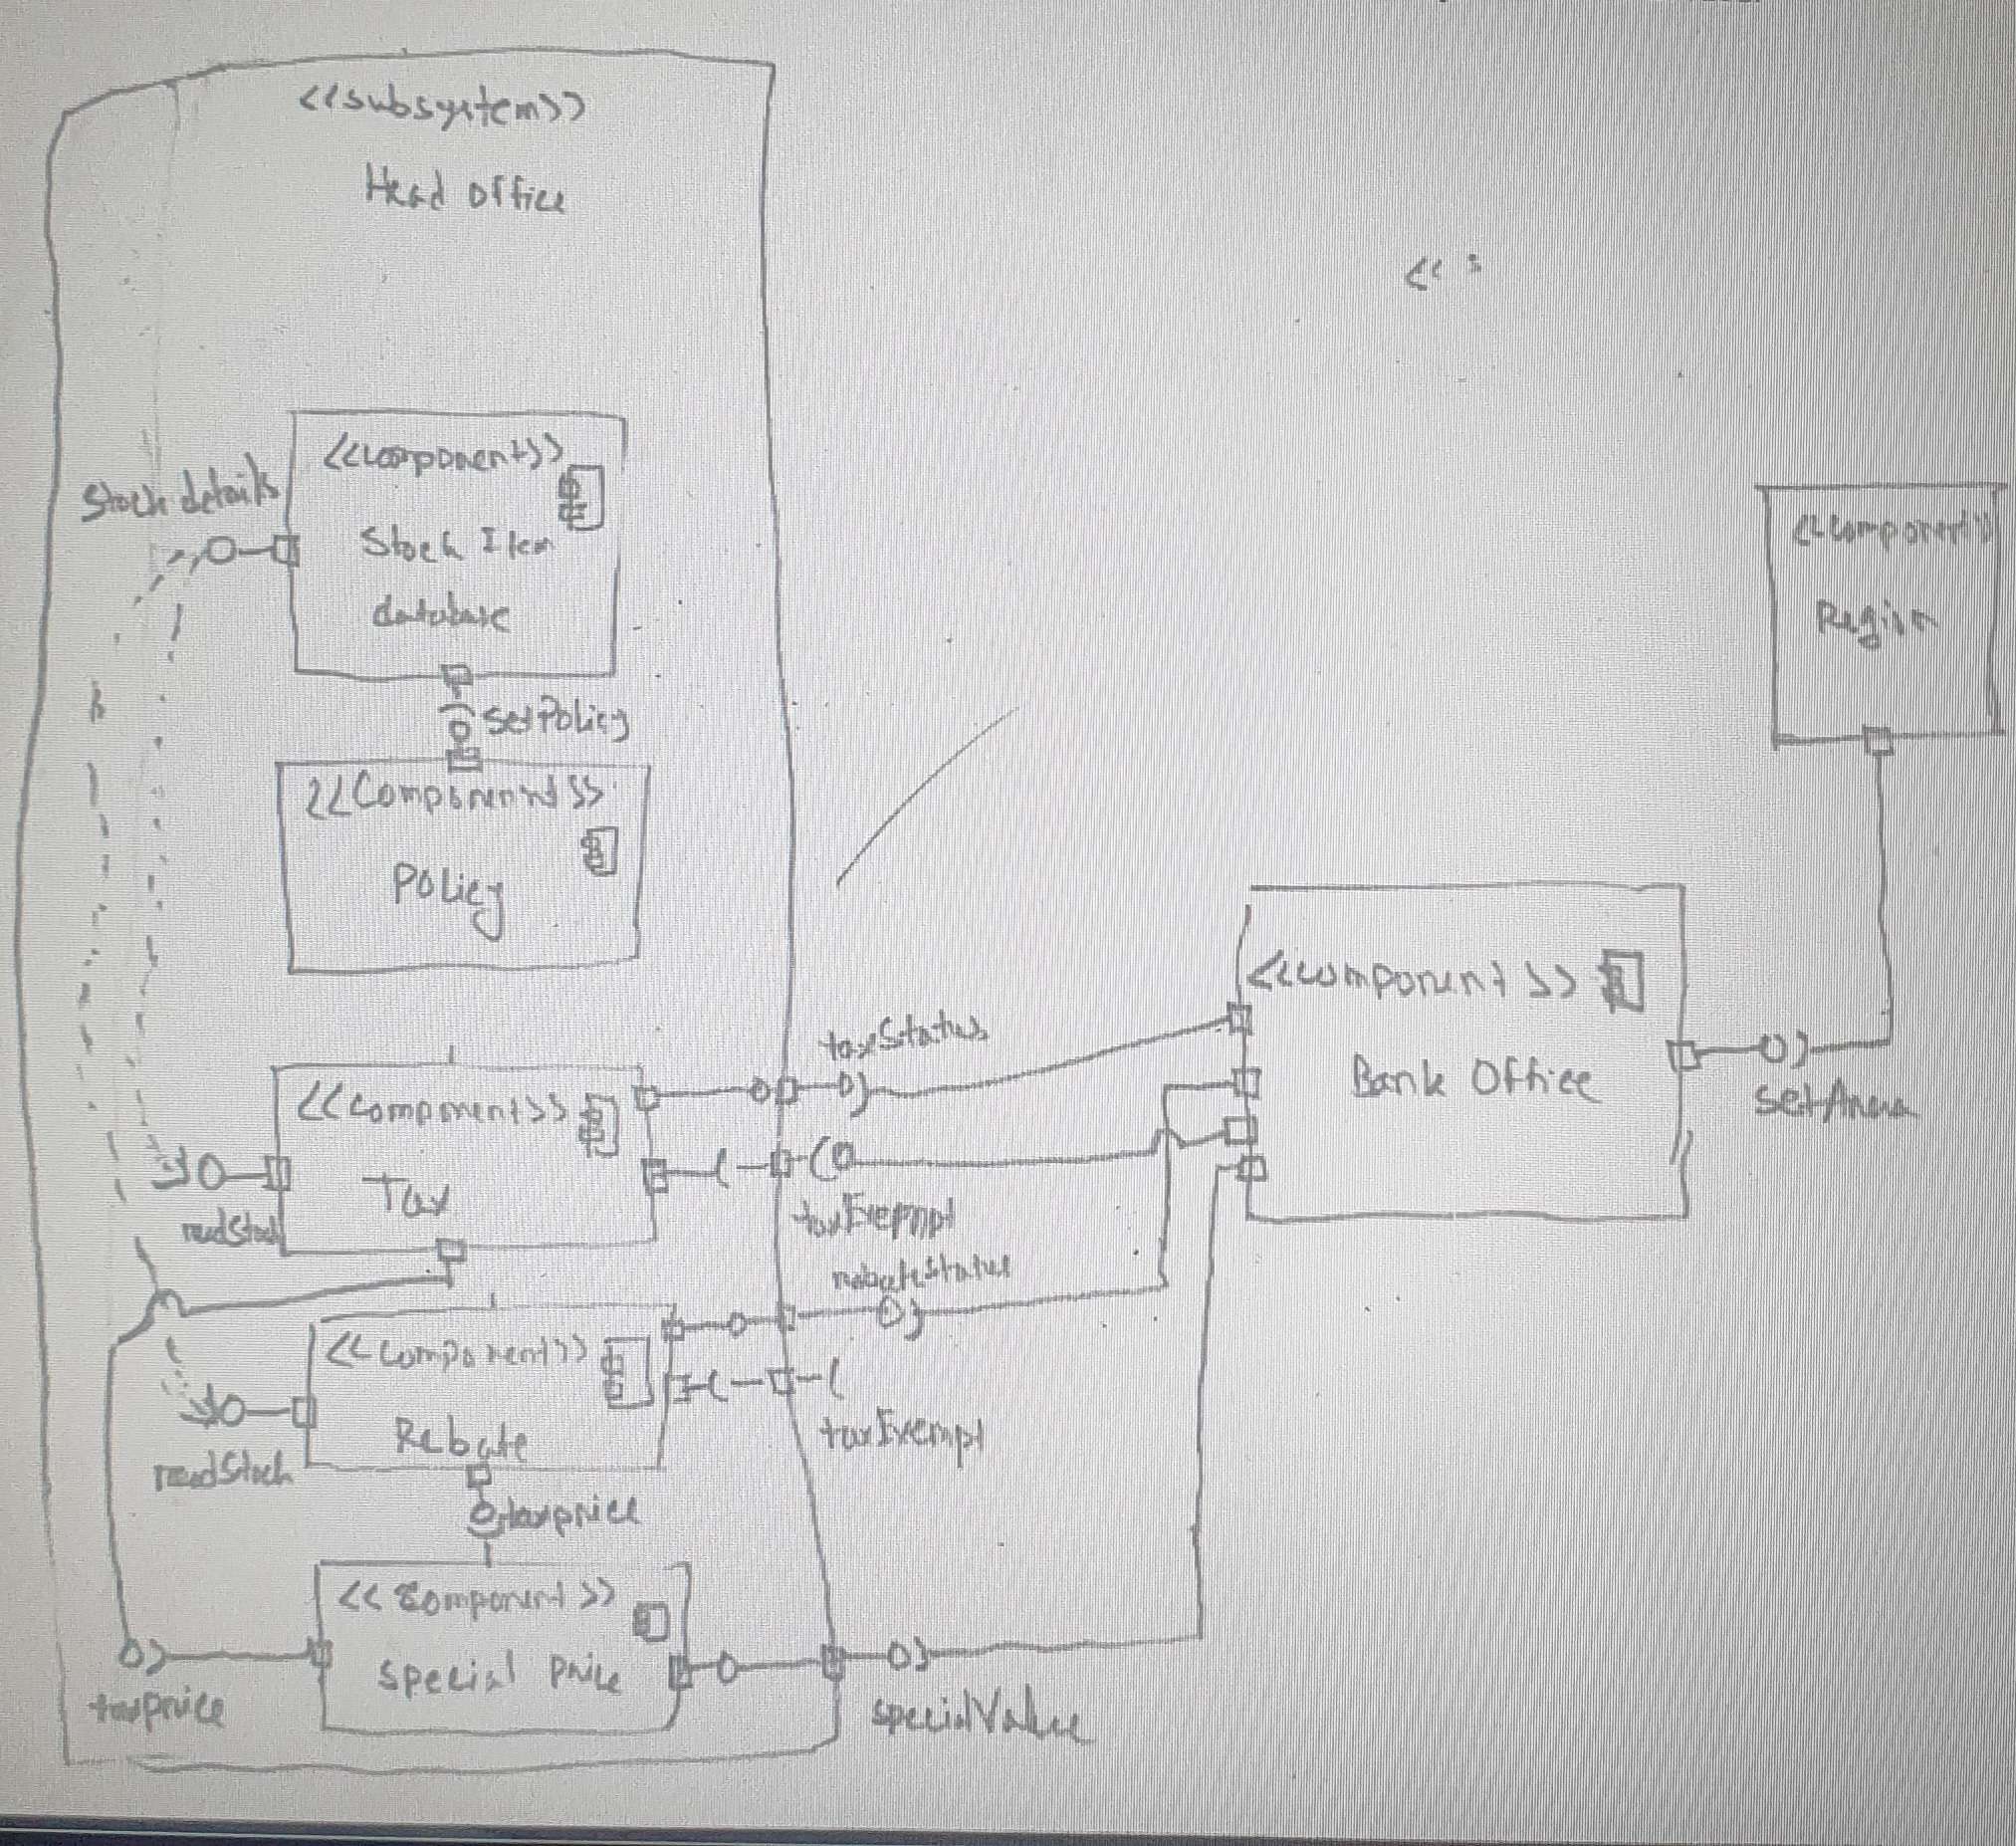 <<subsystem>>
Head office
<<
<<component>>
Stock details
Stock Item
database
setPolicy
<<Component>>
Policy
<<component>>
Region
<<component>>
Bank Office
setArea
taxStatus
<<component>>
Tax
readStock
taxExempt
rebateStatus
<<component>>
Rebate
readStock
taxExempt
taxprice
<<component>>
special price
taxprice
specialValue